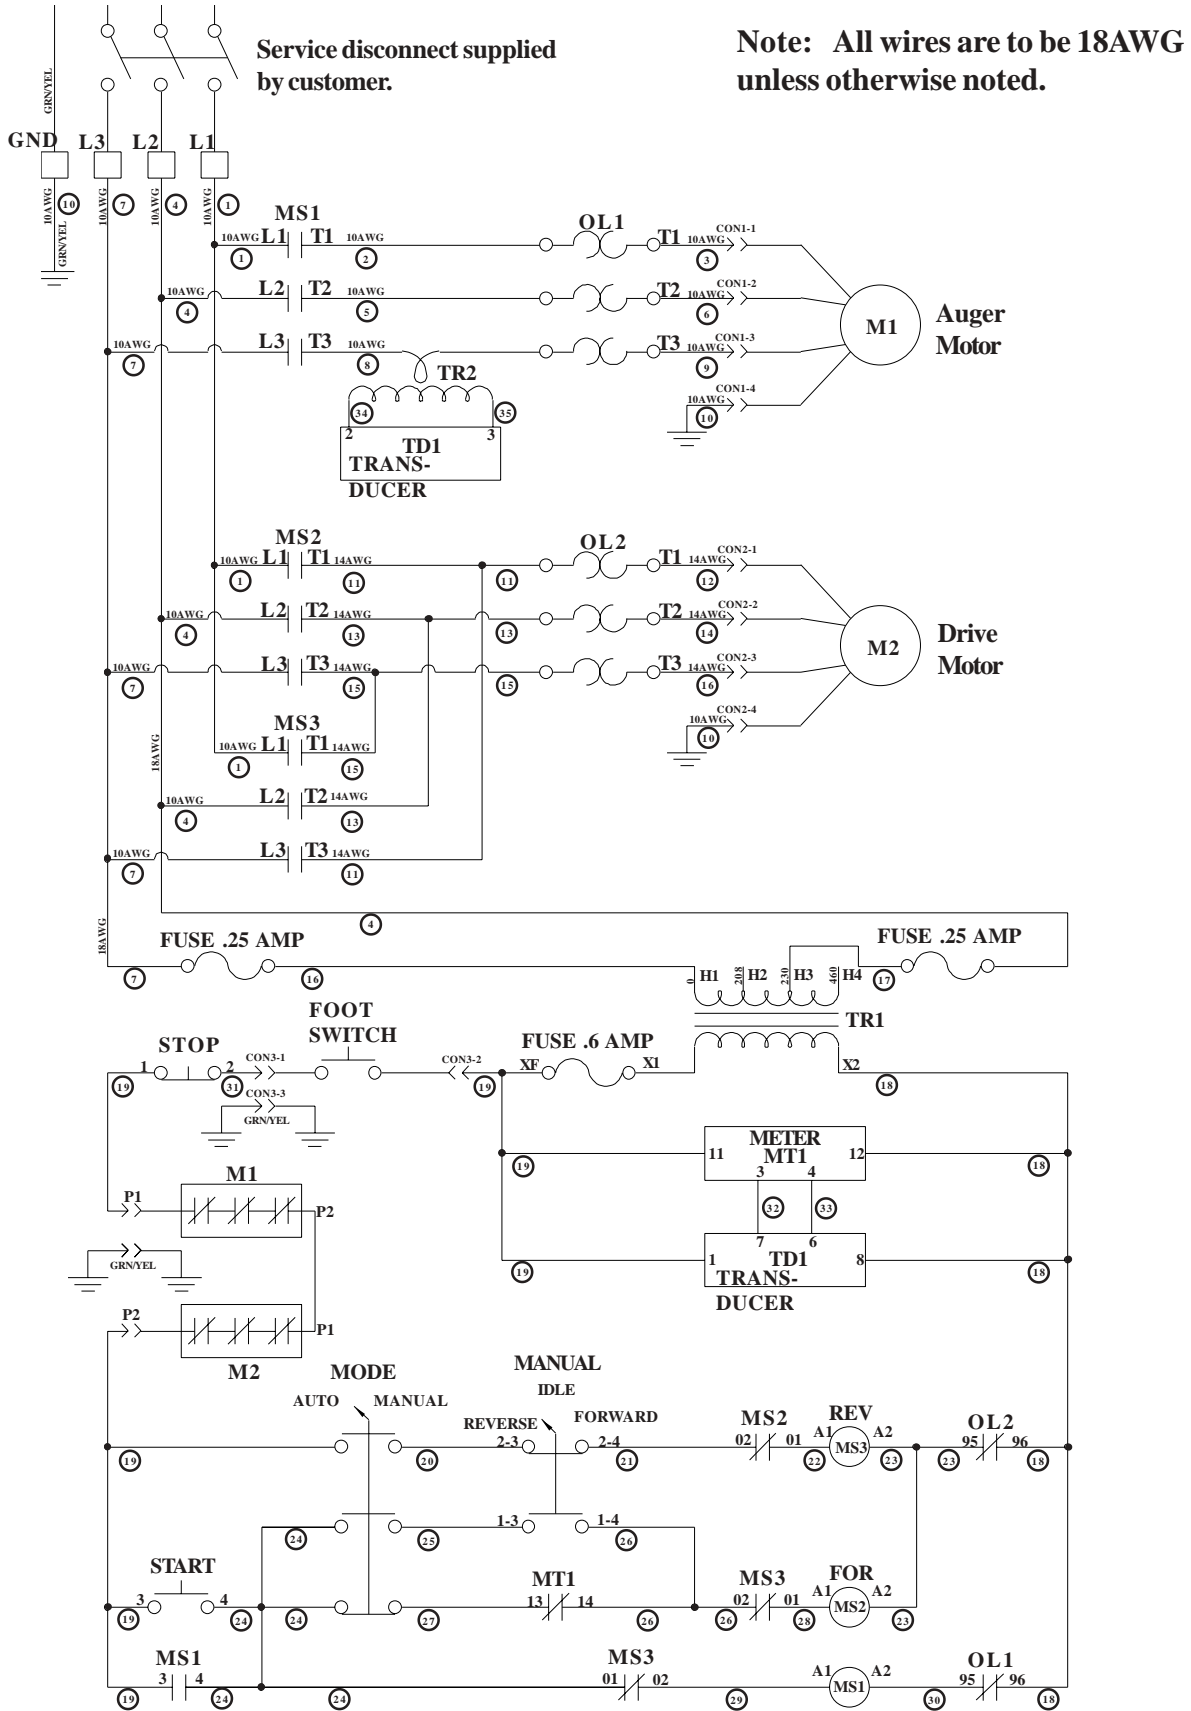 Service disconnect supplied
by customer.
Note: All wires are to be 18AWG
unless otherwise noted.
GRN/YEL
GND L3 L2 L1
10AWG 10 10AWG 7 10AWG 4 10AWG 1
GRN/YEL
MS1 OL1
10AWG L1 T1 10AWG T1 10AWG CON1-1
1 2 3
10AWG L2 T2 10AWG T2 10AWG CON1-2
4 5 6
M1
Auger
Motor
10AWG L3 T3 10AWG T3 10AWG CON1-3
7 8 9
TR2
34 35
2 3
TD1
TRANS-
DUCER
CON1-4
10AWG
10
MS2 OL2
10AWG L1 T1 14AWG T1 14AWG CON2-1
1 11 11 12
10AWG L2 T2 14AWG T2 14AWG CON2-2
4 13 13 14
M2
Drive
Motor
10AWG L3 T3 14AWG T3 14AWG CON2-3
7 15 15 16
CON2-4
10AWG
10
MS3
18AWG
10AWG L1 T1 14AWG
1 15
10AWG L2 T2 14AWG
4 13
10AWG L3 T3 14AWG
7 11
4
18AWG
FUSE .25 AMP FUSE .25 AMP
7 16 17
0 H1 208 H2 230 H3 460 H4
TR1
FOOT
SWITCH
STOP
FUSE .6 AMP
1 2 CON3-1 CON3-2 XF X1 X2
19 31 19 18
CON3-3
GRN/YEL
METER
MT1
11 12
3 4
19 18
32 33
7 6
TD1
1 8
TRANS-
DUCER
19 18
M1
P1 P2
GRN/YEL
P2 P1
M2
MODE
AUTO MANUAL
MANUAL
IDLE
REVERSE FORWARD
MS2 REV OL2
2-3 2-4 02 01 A1 MS3 A2 95 96
19 20 21 22 23 23 18
1-3 1-4
24 25 26
START MT1 MS3 FOR
3 4 13 14 02 01 A1 MS2 A2
19 24 24 27 26 26 28 23
MS1 MS3 OL1
3 4 01 02 A1 MS1 A2 95 96
19 24 24 29 30 18